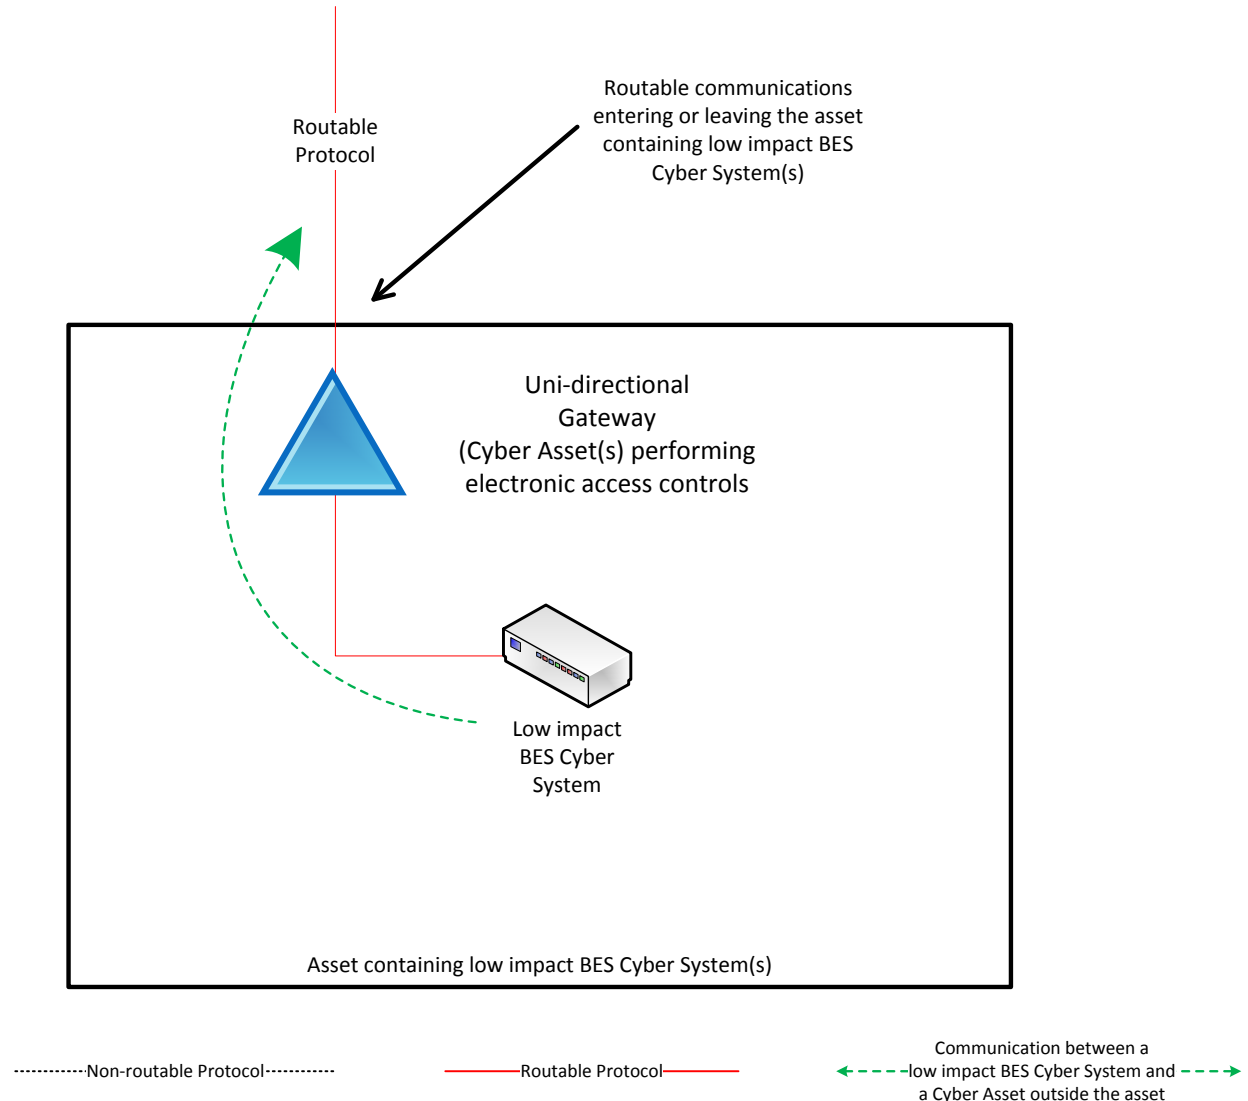 Routable
Protocol
Routable communications
entering or leaving the asset
containing low impact BES
Cyber System(s)
Uni-directional
Gateway
(Cyber Asset(s) performing
electronic access controls
Low impact
BES Cyber
System
Asset containing low impact BES Cyber System(s)
Non-routable Protocol
Routable Protocol
Communication between a
low impact BES Cyber System and
a Cyber Asset outside the asset